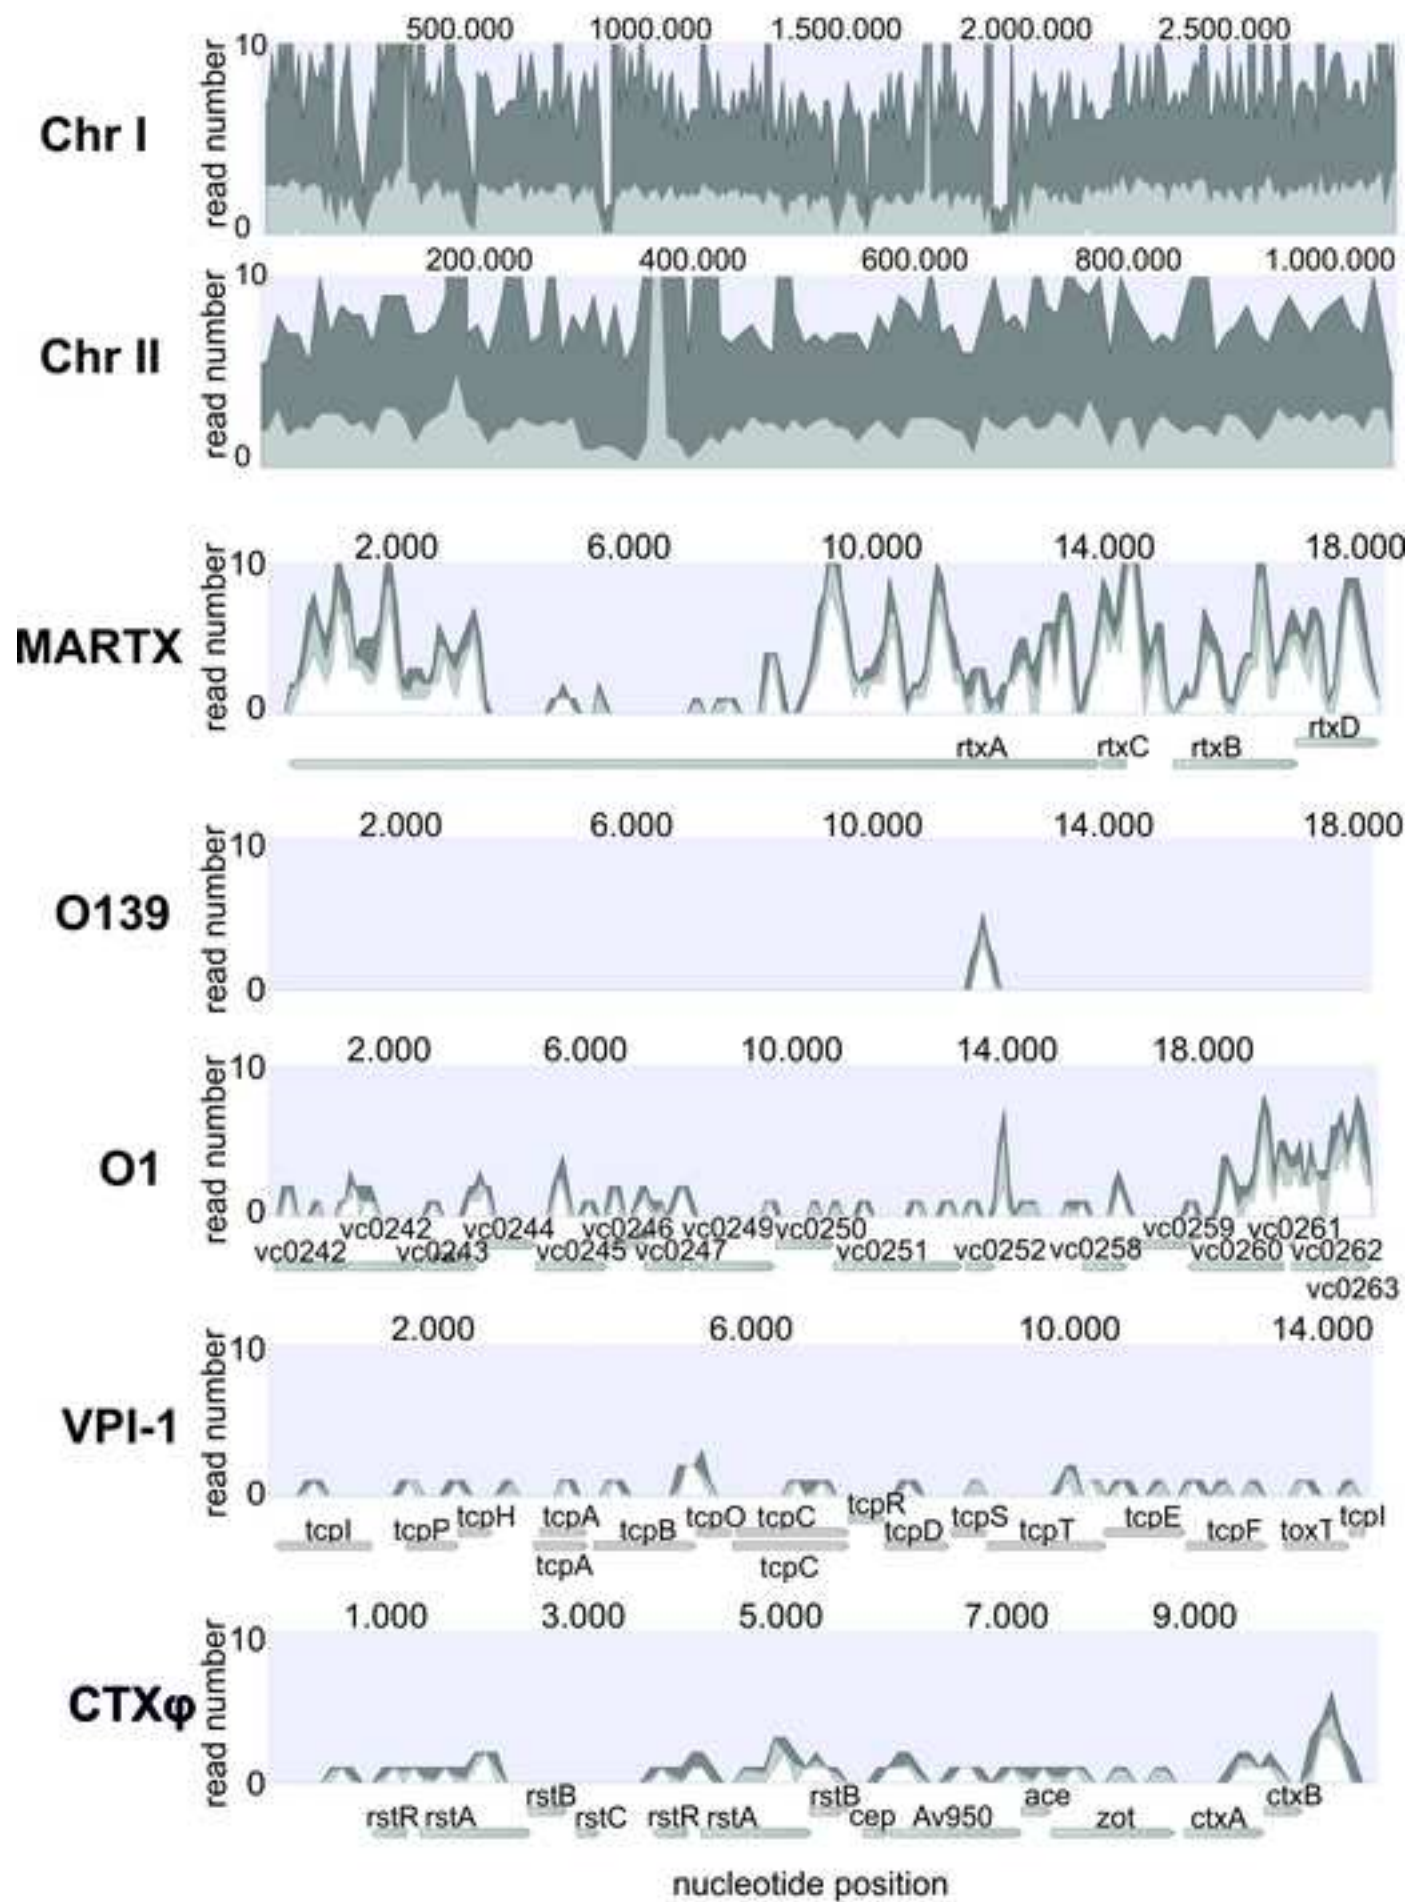 500.000 1000.000 1.500.000 2.000.000 2.500.000
10
Chr I
read number
0
200.000 400.000 600.000 800.000 1.000.000
10
Chr II
read number
0
2.000 6.000 10.000 14.000 18.000
10
MARTX
read number
0
rtxD
rtxA rtxC rtxB
2.000 6.000 10.000 14.000 18.000
10
O139
read number
0
2.000 6.000 10.000 14.000 18.000
10
O1
read number
0
vc0242 vc0244 vc0246 vc0249 vc0250 vc0259 vc0261
vc0242 vc0243 vc0245 vc0247 vc0251 vc0252 vc0258 vc0260 vc0262
vc0263
2.000 6.000 10.000 14.000
10
VPI-1
read number
0
tcpH tcpA tcpO tcpC tcpR tcpS tcpE tcpI
tcpI tcpP tcpB tcpD tcpT tcpF toxT
tcpA tcpC
1.000 3.000 5.000 7.000 9.000
10
CTXφ
read number
0
rstB rstB ace ctxB
rstR rstA rstC rstR rstA cep Av950 zot ctxA
nucleotide position